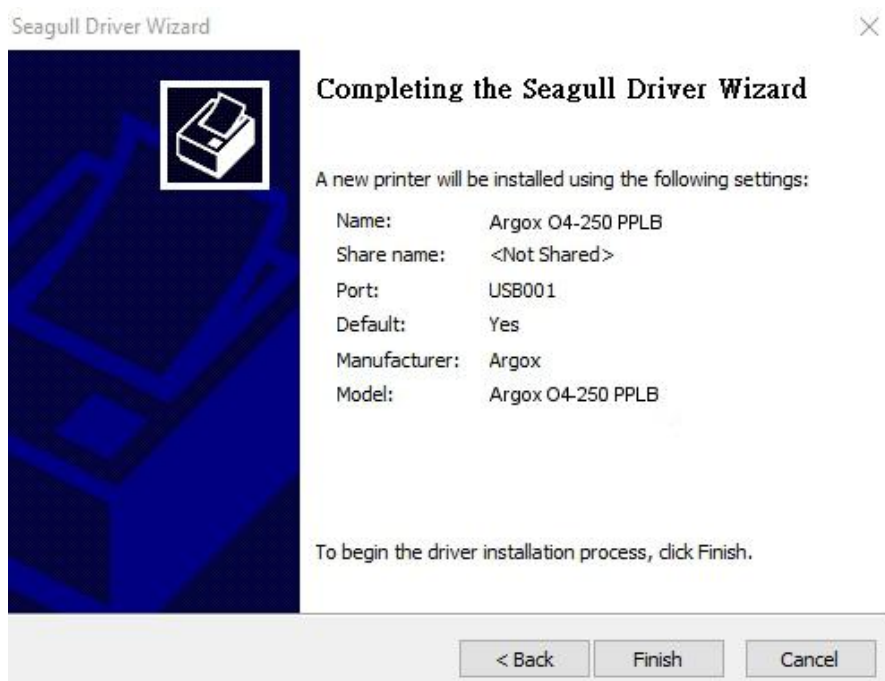 Seagull Driver Wizard
Completing the Seagull Driver Wizard
A new printer will be installed using the following settings:
Name: Argox O4-250 PPLB
Share name: <Not Shared>
Port: USB001
Default: Yes
Manufacturer: Argox
Model: Argox O4-250 PPLB
To begin the driver installation process, click Finish.
< Back Finish Cancel